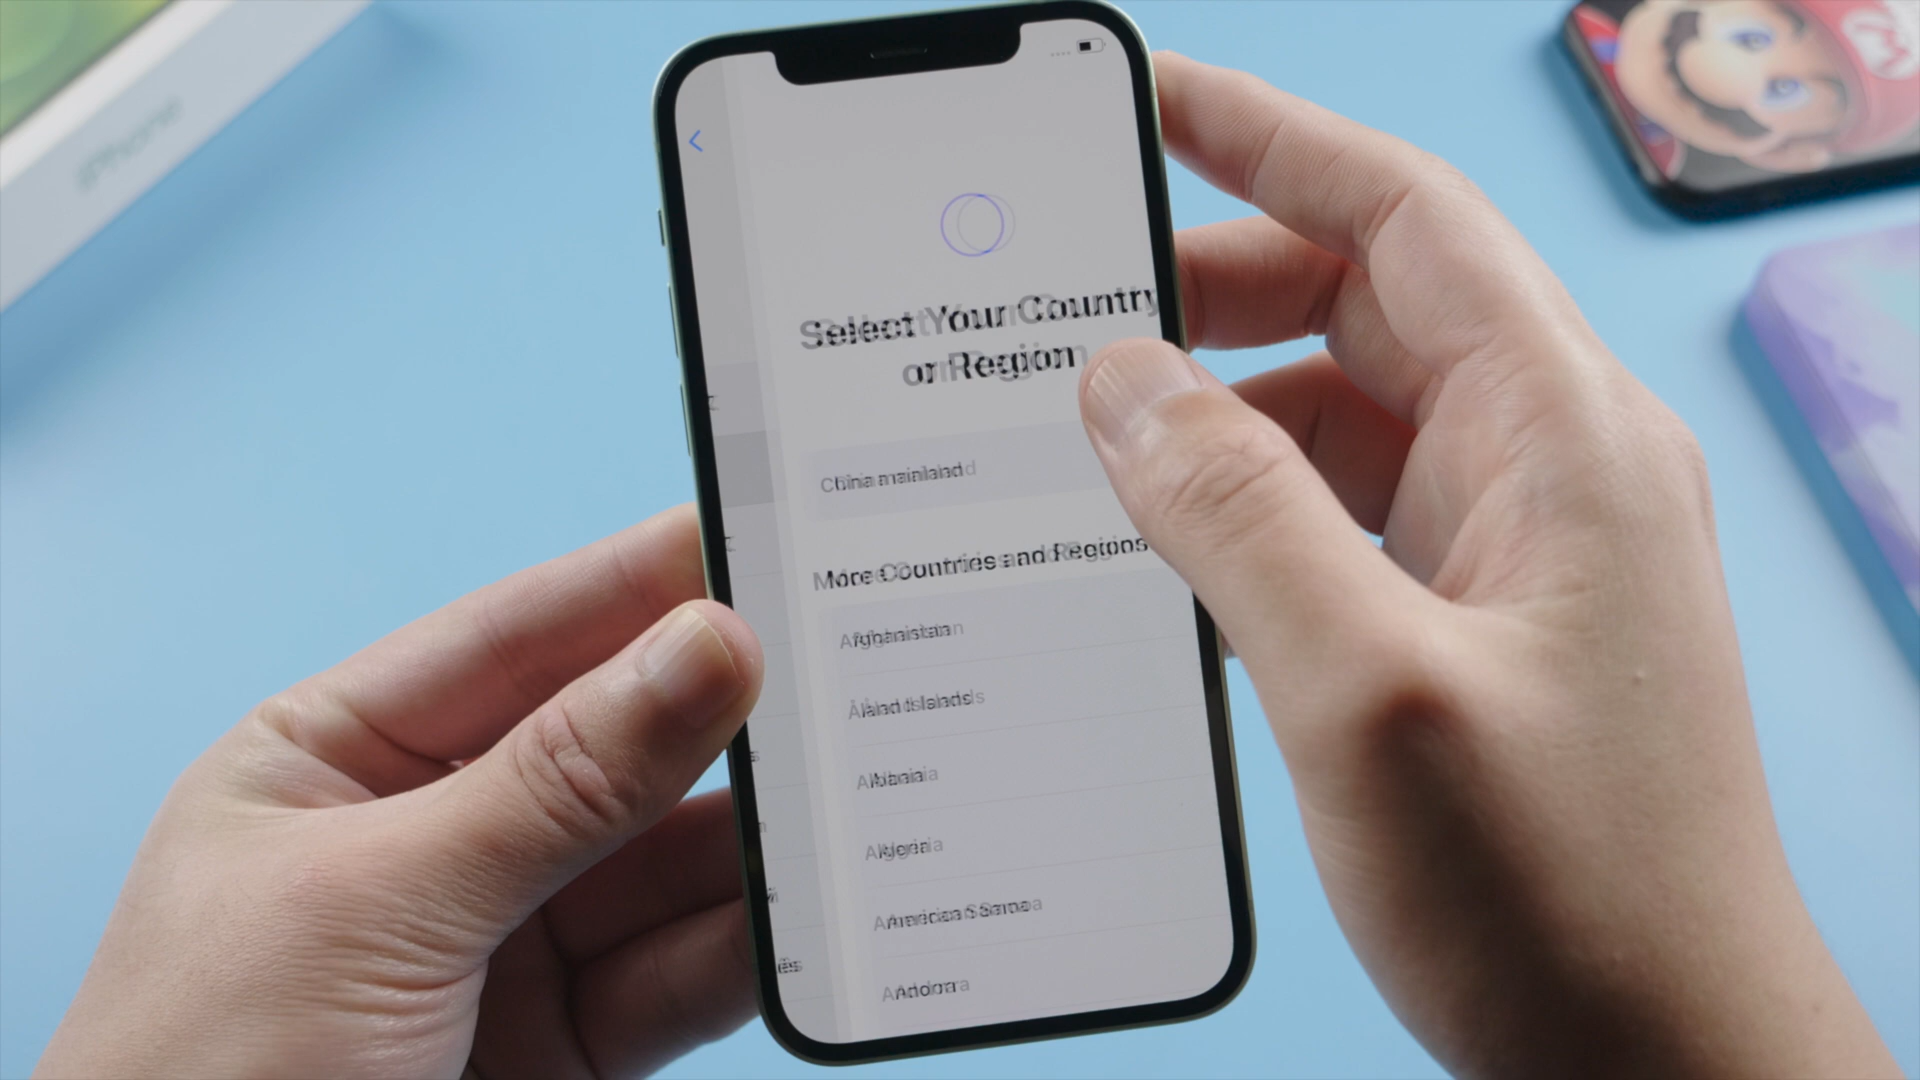 iPhone
Select Your Country
or Region
China mainland
More Countries and Regions
Afghanistan
Åland Islands
Albania
Algeria
American Samoa
Andorra